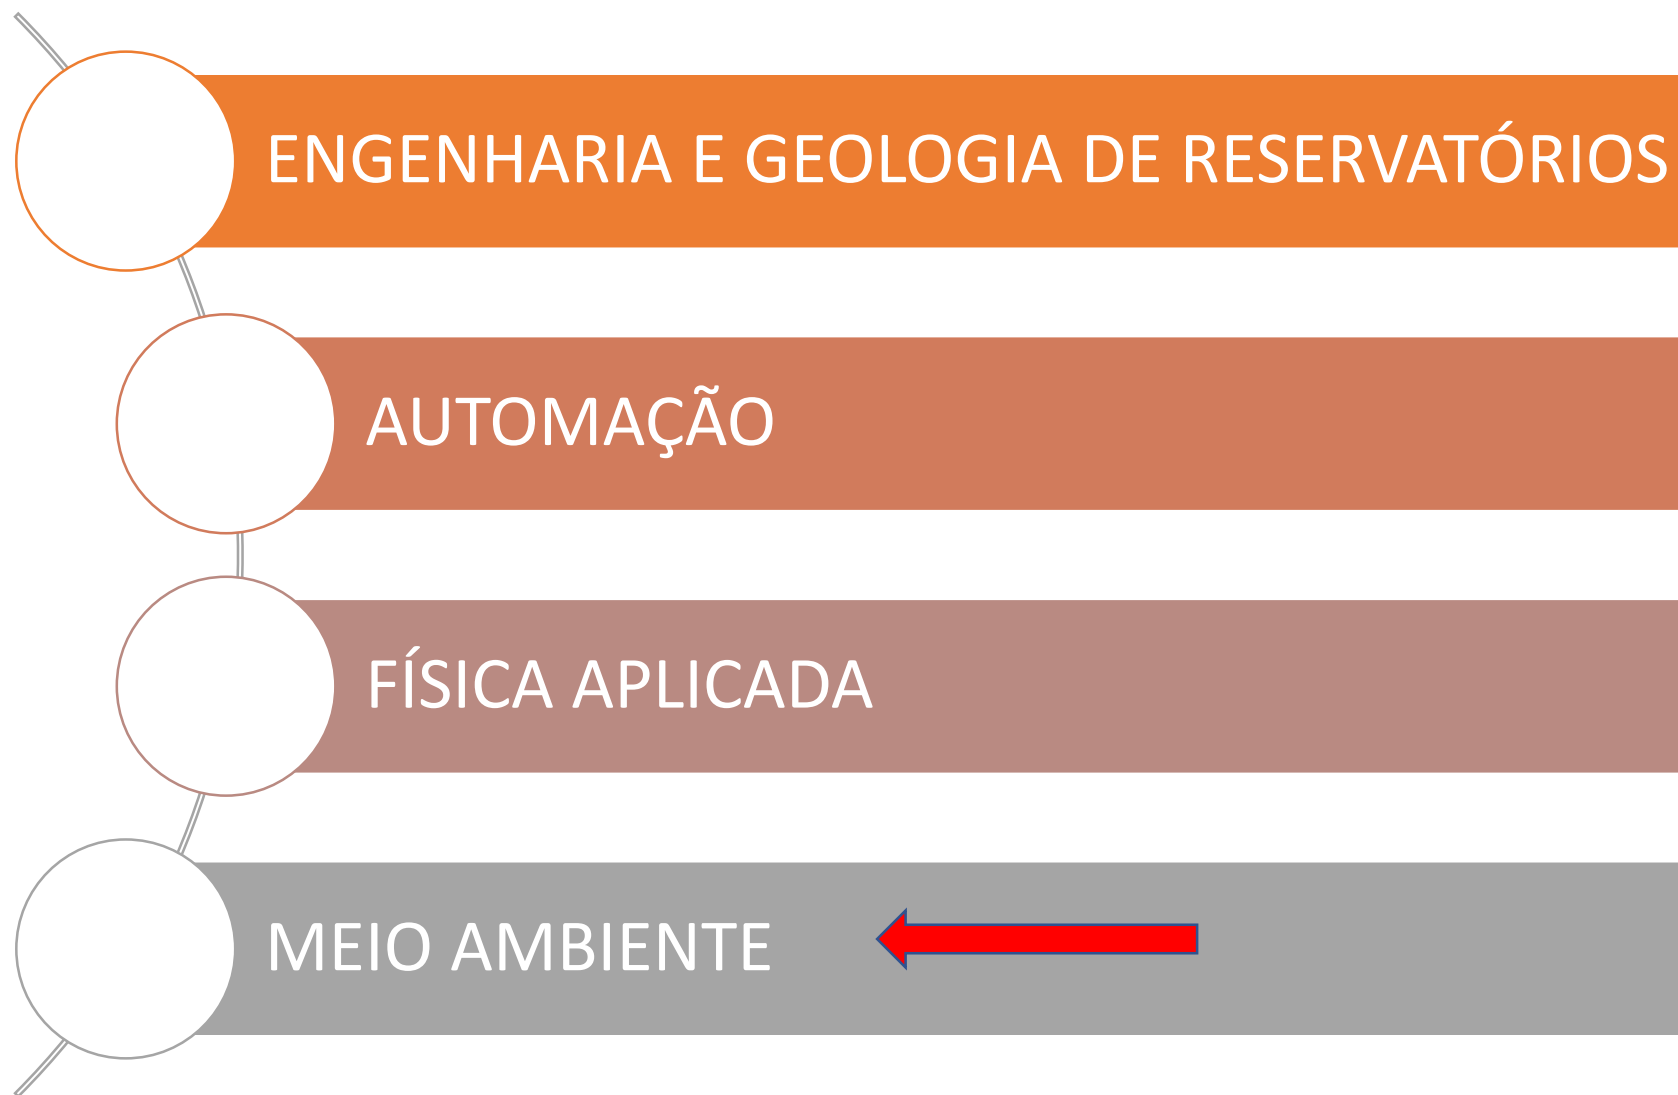 ENGENHARIA E GEOLOGIA DE RESERVATÓRIOS
AUTOMAÇÃO
FÍSICA APLICADA
MEIO AMBIENTE